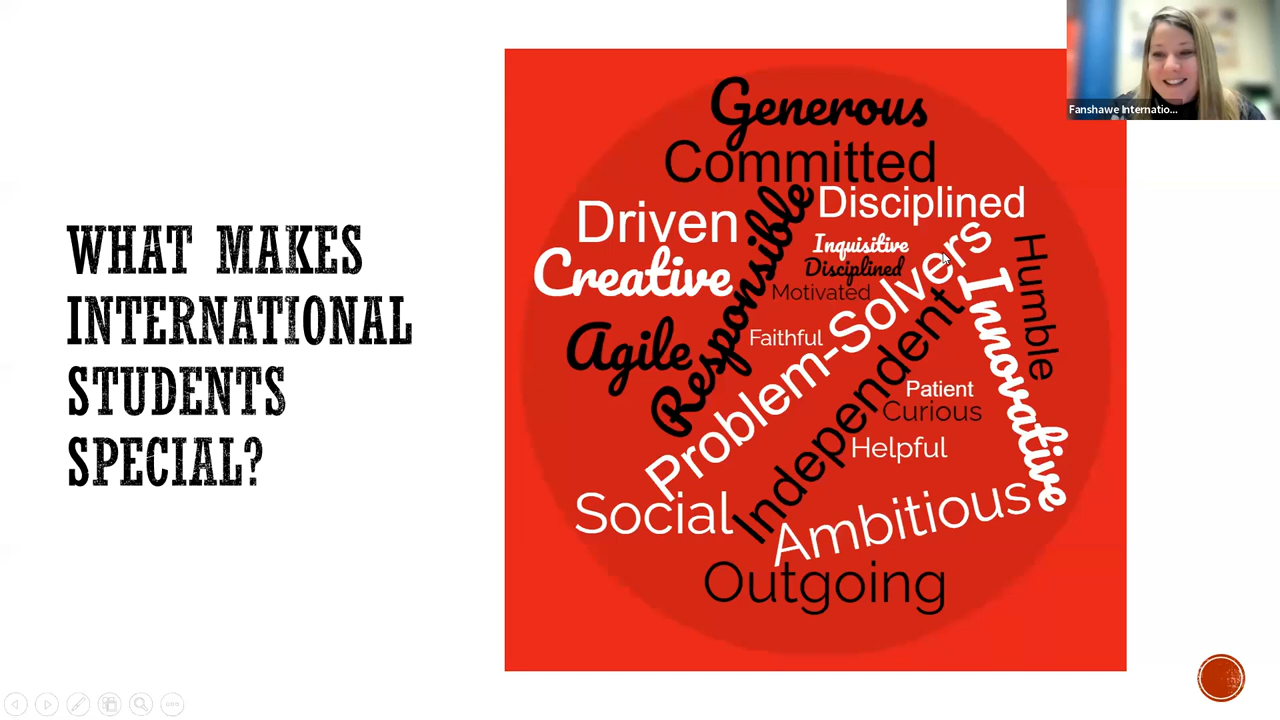 WHAT MAKES
INTERNATIONAL
STUDENTS
SPECIAL?
Generous
Committed
Driven
Disciplined
Responsible
Creative
Inquisitive
Disciplined
Motivated
Humble
Agile
Faithful
Problem-Solvers
Innovative
Independent
Patient
Curious
Helpful
Social
Ambitious
Outgoing
Fanshawe Internatio...